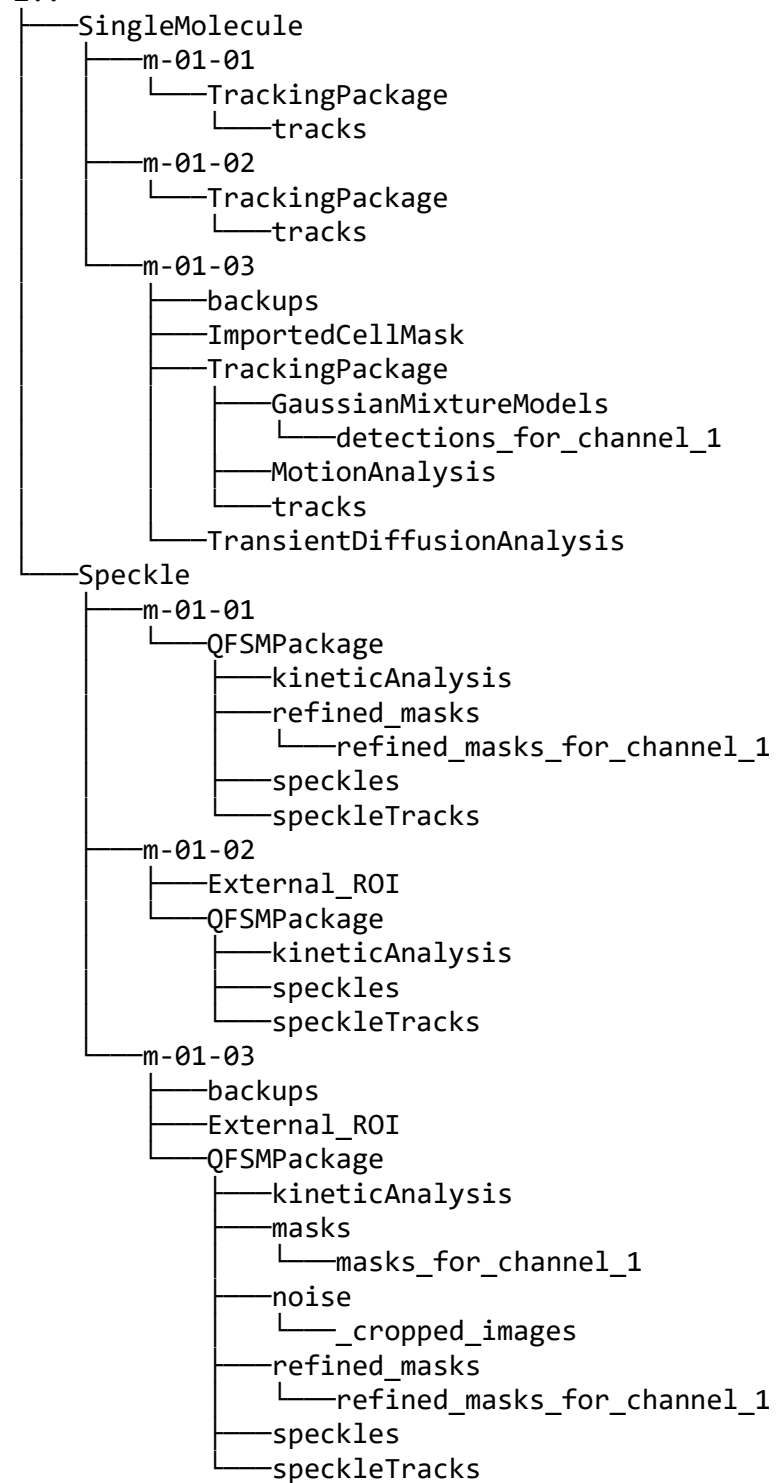 SingleMolecule
m-01-01
TrackingPackage
tracks
m-01-02
TrackingPackage
tracks
m-01-03
backups
ImportedCellMask
TrackingPackage
GaussianMixtureModels
detections_for_channel_1
MotionAnalysis
tracks
TransientDiffusionAnalysis
Speckle
m-01-01
QFSMPackage
kineticAnalysis
refined_masks
refined_masks_for_channel_1
speckles
speckleTracks
m-01-02
External_ROI
QFSMPackage
kineticAnalysis
speckles
speckleTracks
m-01-03
backups
External_ROI
QFSMPackage
kineticAnalysis
masks
masks_for_channel_1
noise
_cropped_images
refined_masks
refined_masks_for_channel_1
speckles
speckleTracks